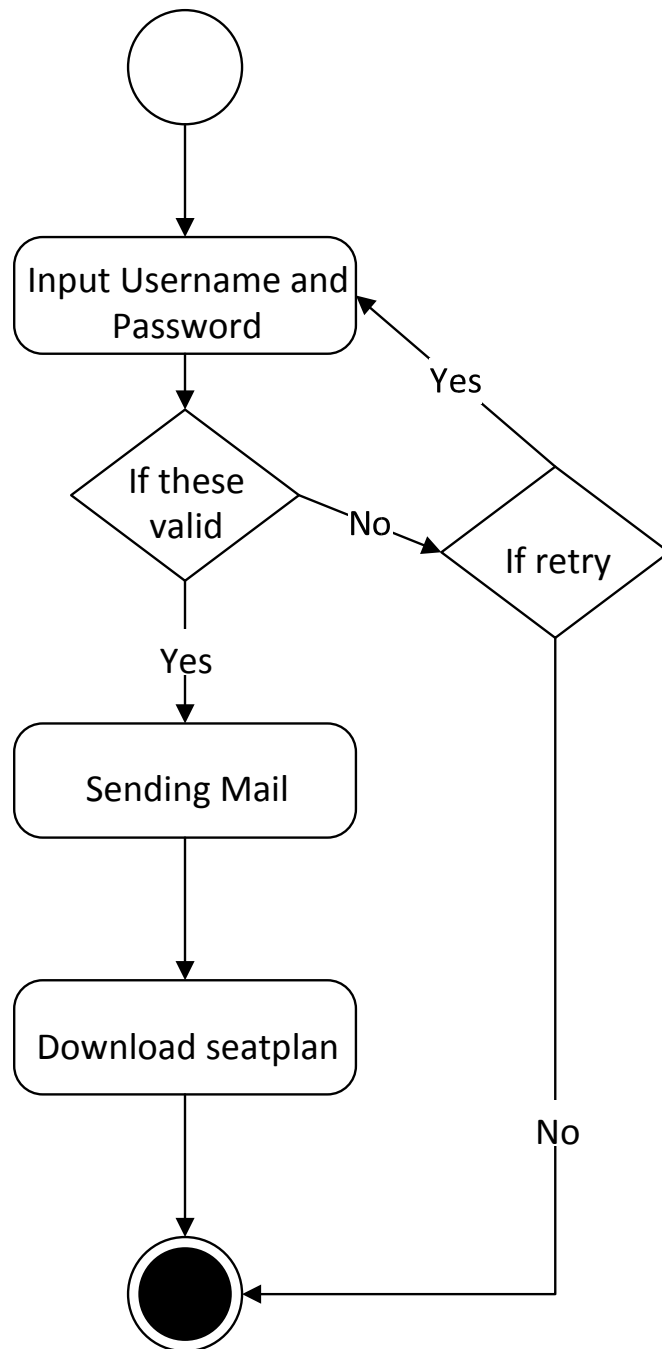 Input Username and
Password
Yes
If these
valid
No
If retry
Yes
Sending Mail
Download seatplan
No